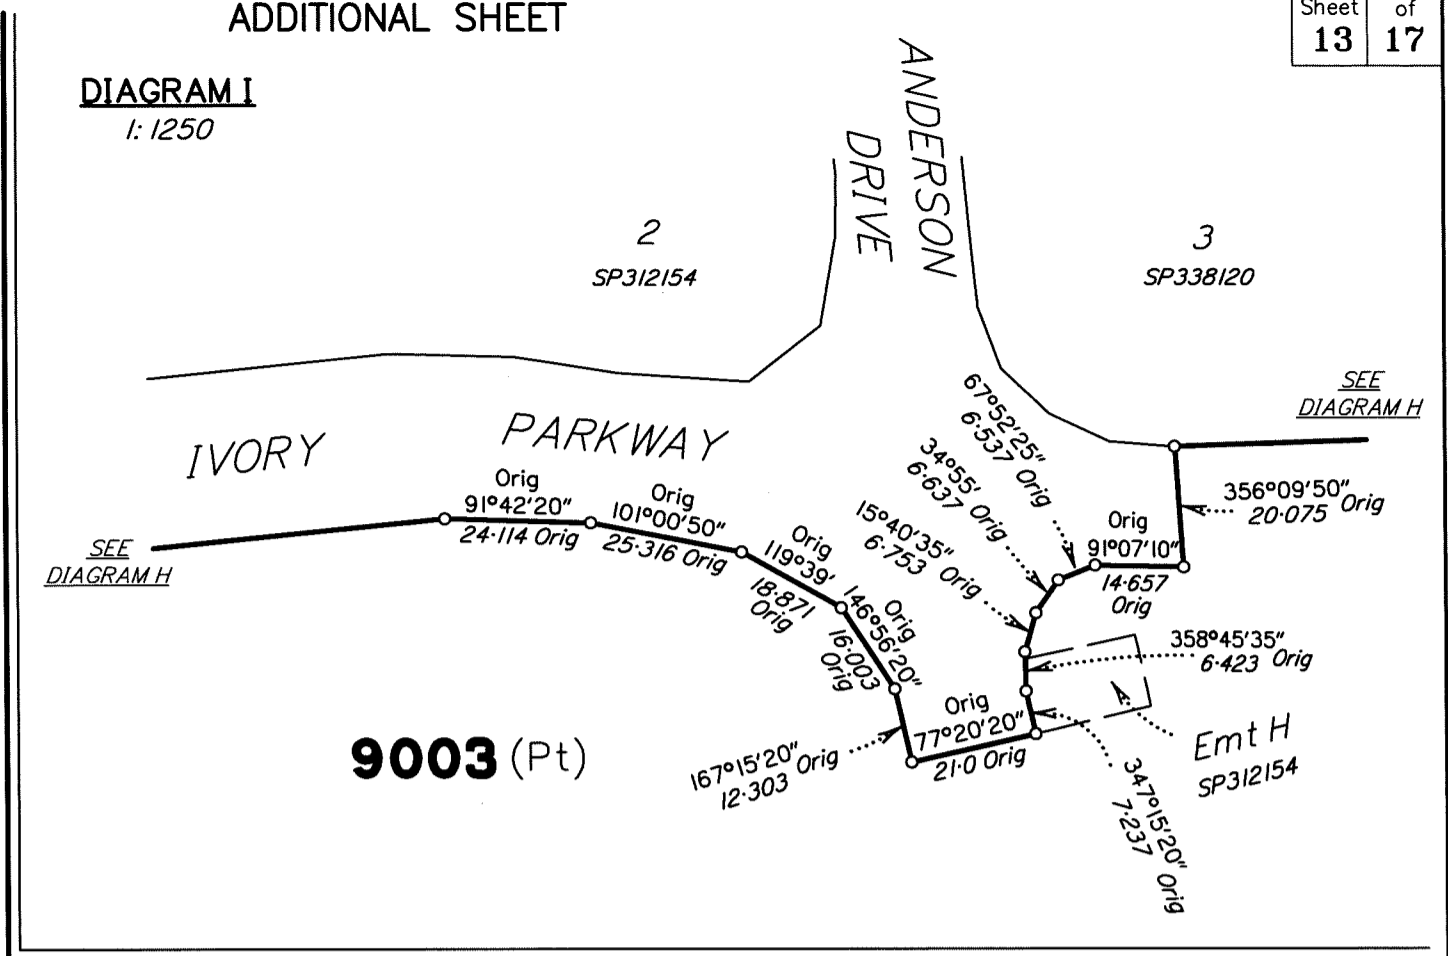 ADDITIONAL SHEET
Sheet of
13 17
DIAGRAM I
1:1250
ANDERSON
DRIVE
2
SP312154
3
SP338120
SEE
DIAGRAM H
IVORY PARKWAY
SEE
DIAGRAM H
Orig
91°42'20"
24·114 Orig
Orig
101°00'50"
25·316 Orig
Orig
119°39'
18·871
Orig
Orig
146°56'20"
16·003
Orig
167°15'20"
12·303 Orig
Orig
77°20'20"
21·0 Orig
347°15'20"
7·237 Orig
358°45'35"
6·423 Orig
15°40'35"
6·753 Orig
34°55'
6·637 Orig
67°52'25"
6·537 Orig
Orig
91°07'10"
14·657
Orig
356°09'50"
20·075 Orig
Emt H
SP312154
9003 (Pt)